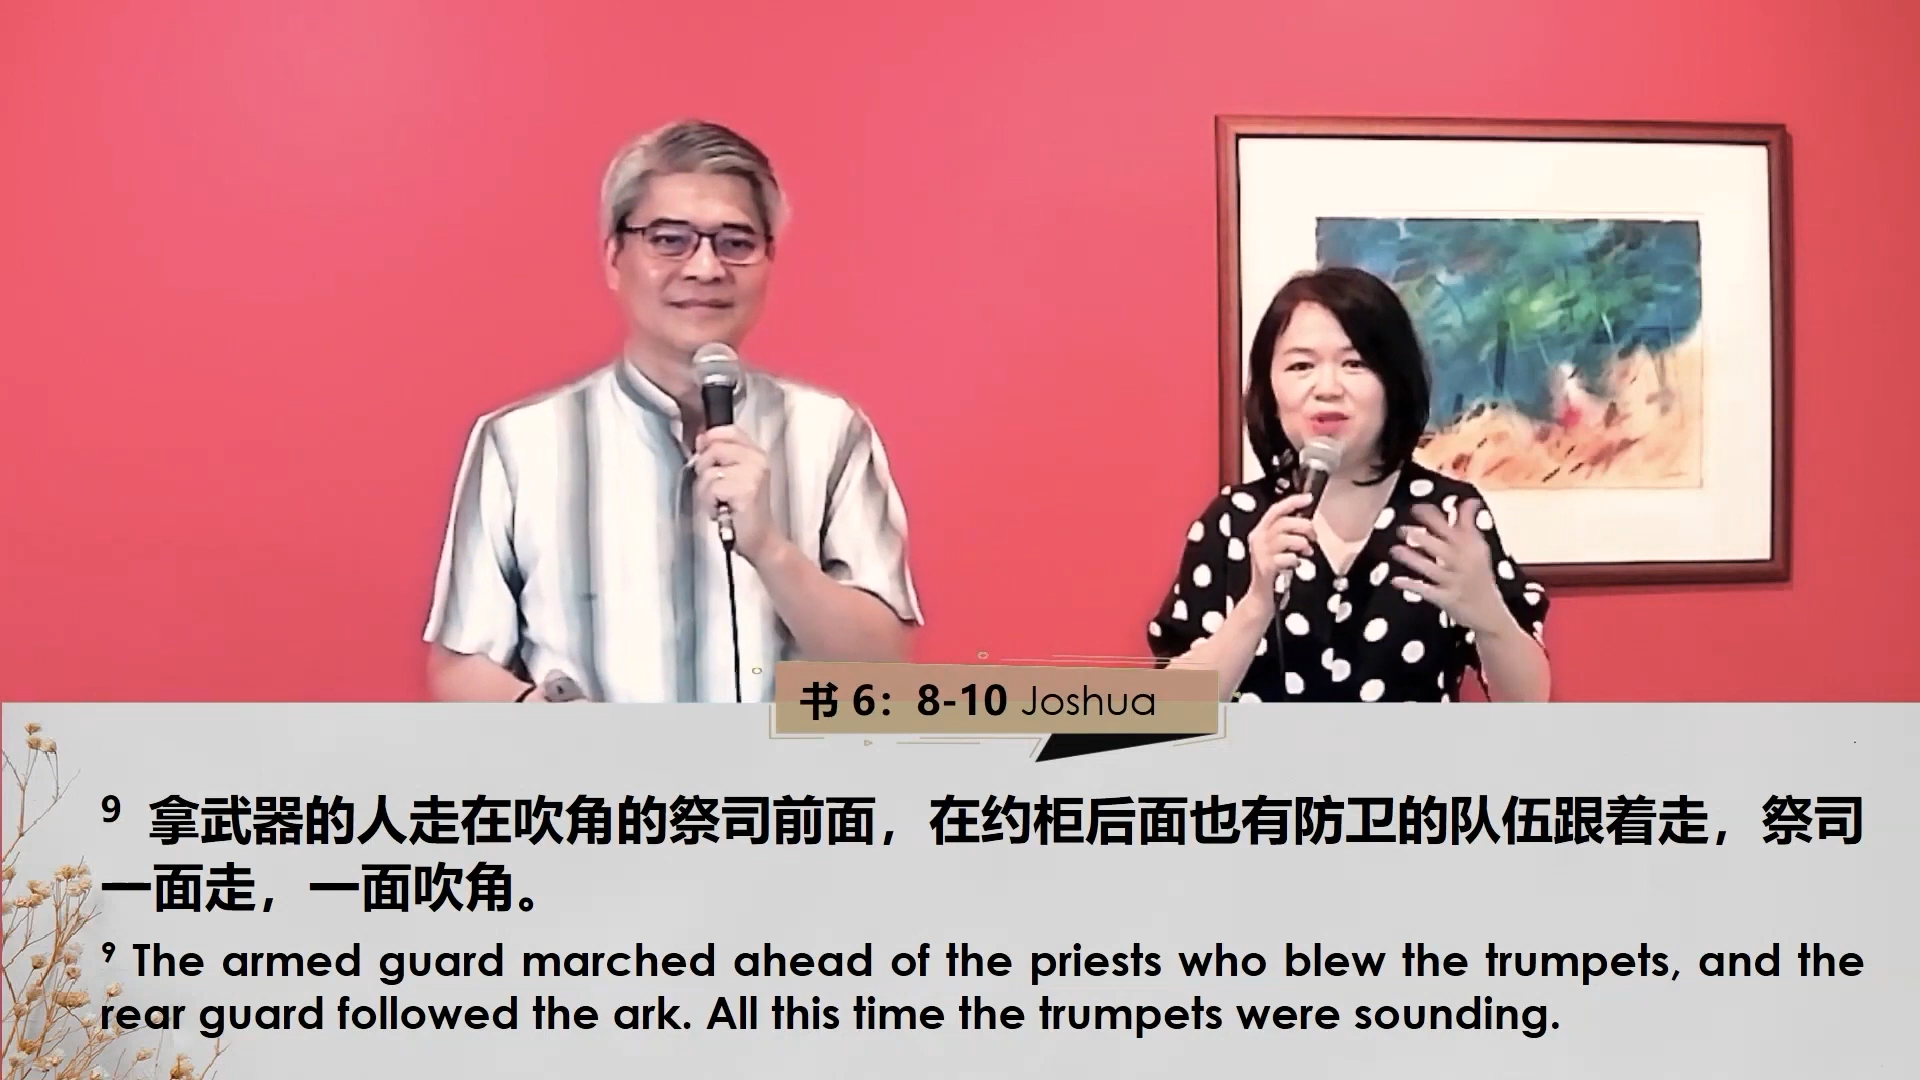 书 6：8-10 Joshua
9 拿武器的人走在吹角的祭司前面，在约柜后面也有防卫的队伍跟着走，祭司
一面走，一面吹角。
9 The armed guard marched ahead of the priests who blew the trumpets, and the
rear guard followed the ark. All this time the trumpets were sounding.